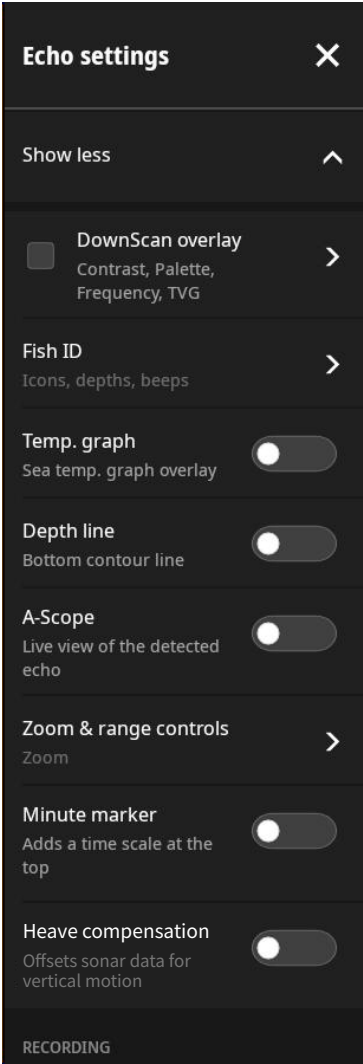 Echo settings
Show less
DownScan overlay
Contrast, Palette,
Frequency, TVG
Fish ID
Icons, depths, beeps
Temp. graph
Sea temp. graph overlay
Depth line
Bottom contour line
A-Scope
Live view of the detected
echo
Zoom & range controls
Zoom
Minute marker
Adds a time scale at the
top
Heave compensation
Offsets sonar data for
vertical motion
RECORDING